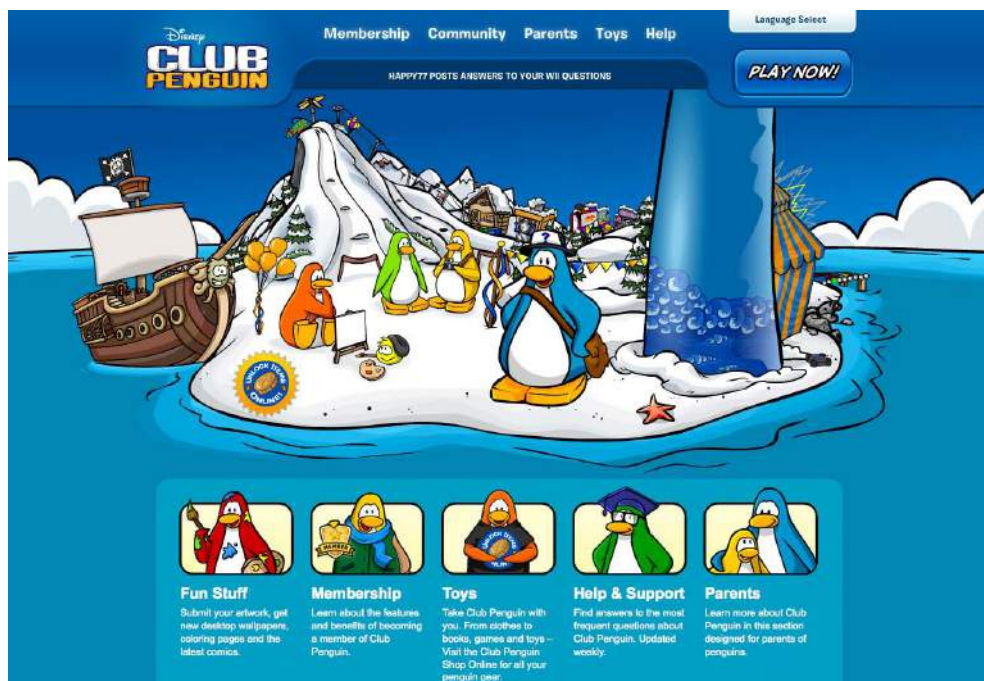 Language Select
Disney
CLUB
PENGUIN
Membership Community Parents Toys Help
PLAY NOW!
HAPPY77 POSTS ANSWERS TO YOUR WII QUESTIONS
?
UNLOCK ITEMS
ONLINE!
MEMBER
UNLOCK ITEMS
Fun Stuff
Submit your artwork, get
new desktop wallpapers,
coloring pages and the
latest comics.
Membership
Learn about the features
and benefits of becoming
a member of Club
Penguin.
Toys
Take Club Penguin with
you. From clothes to
books, games and toys –
Visit the Club Penguin
Shop Online for all your
penguin gear.
Help & Support
Find answers to the most
frequent questions about
Club Penguin. Updated
weekly.
Parents
Learn more about Club
Penguin in this section
designed for parents of
penguins.